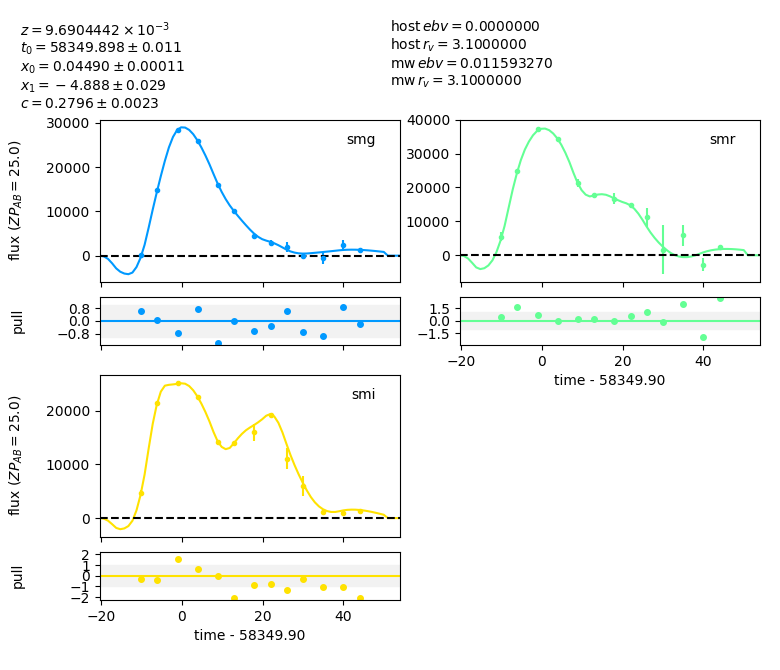 z = 9.6904442 × 10⁻³
t₀ = 58349.898 ± 0.011
x₀ = 0.04490 ± 0.00011
x₁ = −4.888 ± 0.029
c = 0.2796 ± 0.0023
host ebv = 0.0000000
host r_v = 3.1000000
mw ebv = 0.011593270
mw r_v = 3.1000000
flux (ZP_AB = 25.0)
30000
20000
10000
0
smg
pull
0.8
0.0
−0.8
40000
30000
20000
10000
0
smr
1.5
0.0
−1.5
−20
0
20
40
time - 58349.90
flux (ZP_AB = 25.0)
20000
10000
0
smi
pull
2
1
0
−1
−2
−20
0
20
40
time - 58349.90